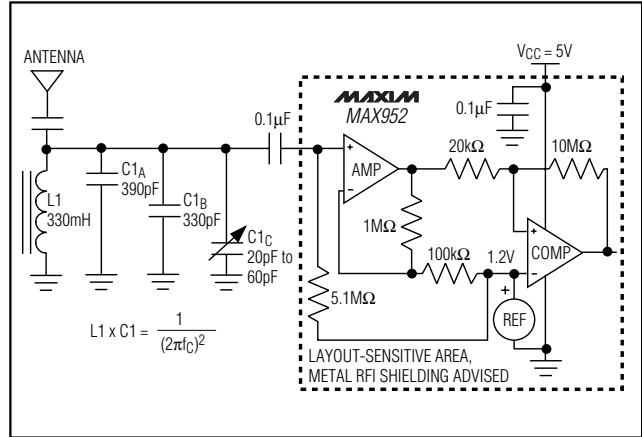 ANTENNA
VCC = 5V
0.1µF
MAXIM
MAX952
0.1µF
20kΩ
10MΩ
+
AMP
-
L1
330mH
C1A
390pF
C1B
330pF
C1C
20pF to
60pF
1MΩ
100kΩ
1.2V
+
COMP
-
5.1MΩ
+
REF
L1 x C1 = 1
(2πfC)2
LAYOUT-SENSITIVE AREA,
METAL RFI SHIELDING ADVISED